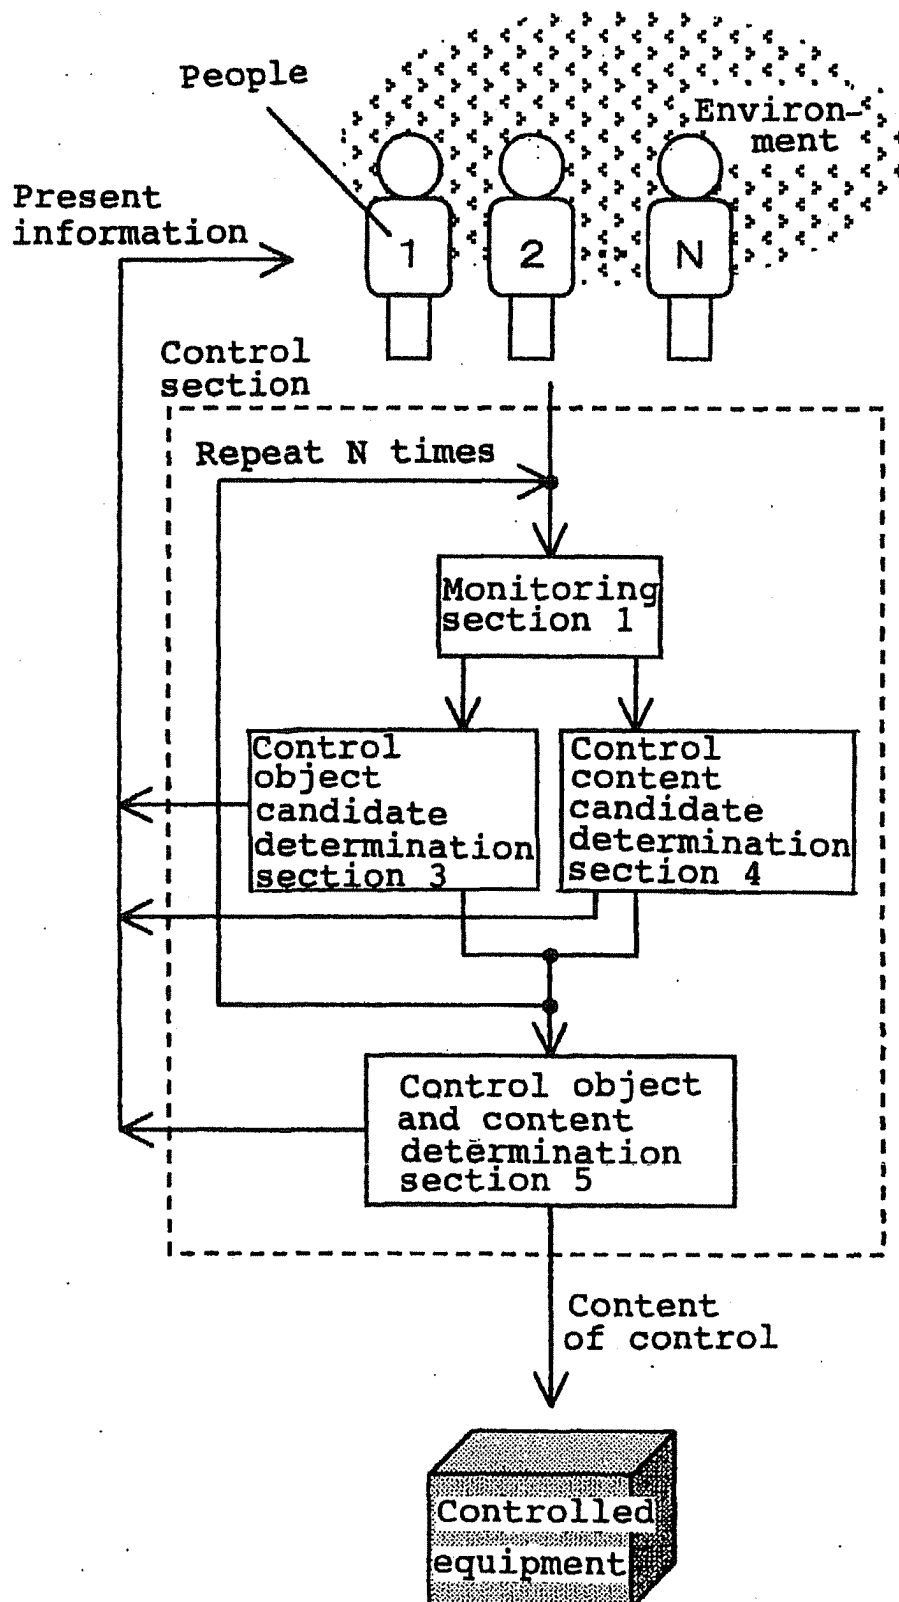 People
Environ-
ment
Present
information
1
2
N
Control
section
Repeat N times
Monitoring
section 1
Control
object
candidate
determination
section 3
Control
content
candidate
determination
section 4
Control object
and content
determination
section 5
Content
of control
Controlled
equipment